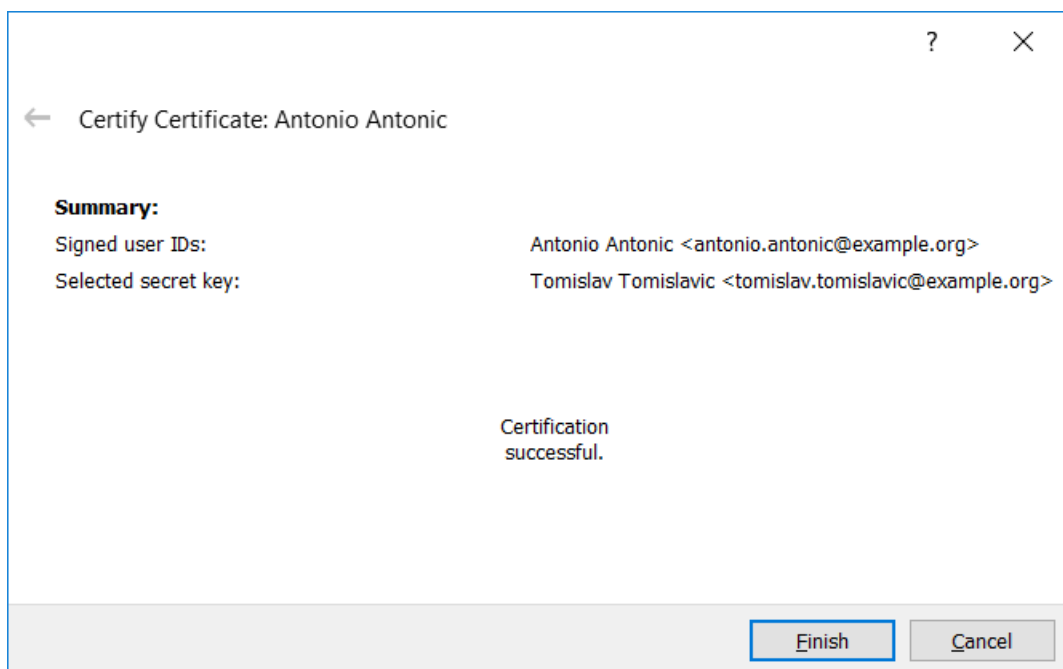 ?
Certify Certificate: Antonio Antonic
Summary:
Signed user IDs: Antonio Antonic <antonio.antonic@example.org>
Selected secret key: Tomislav Tomislavic <tomislav.tomislavic@example.org>
Certification
successful.
Finish Cancel